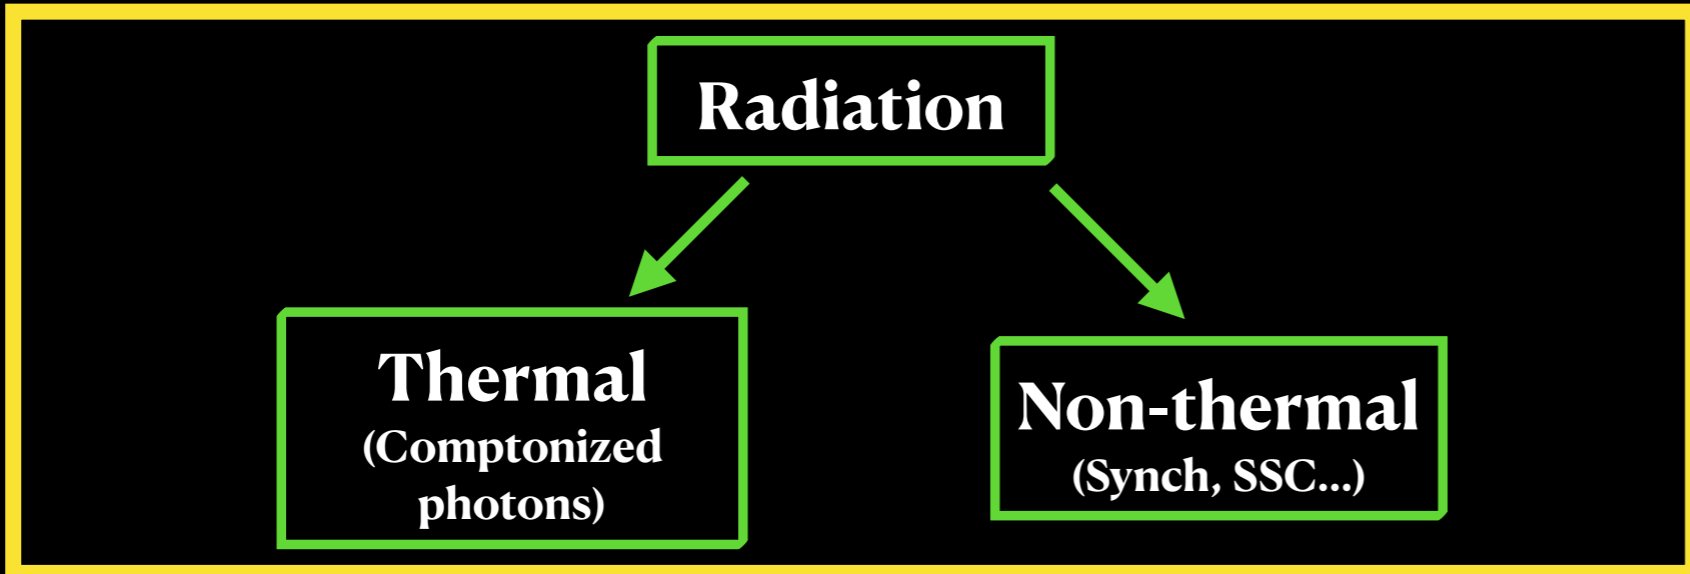 Radiation
Thermal
(Comptonized
photons)
Non-thermal
(Synch, SSC...)